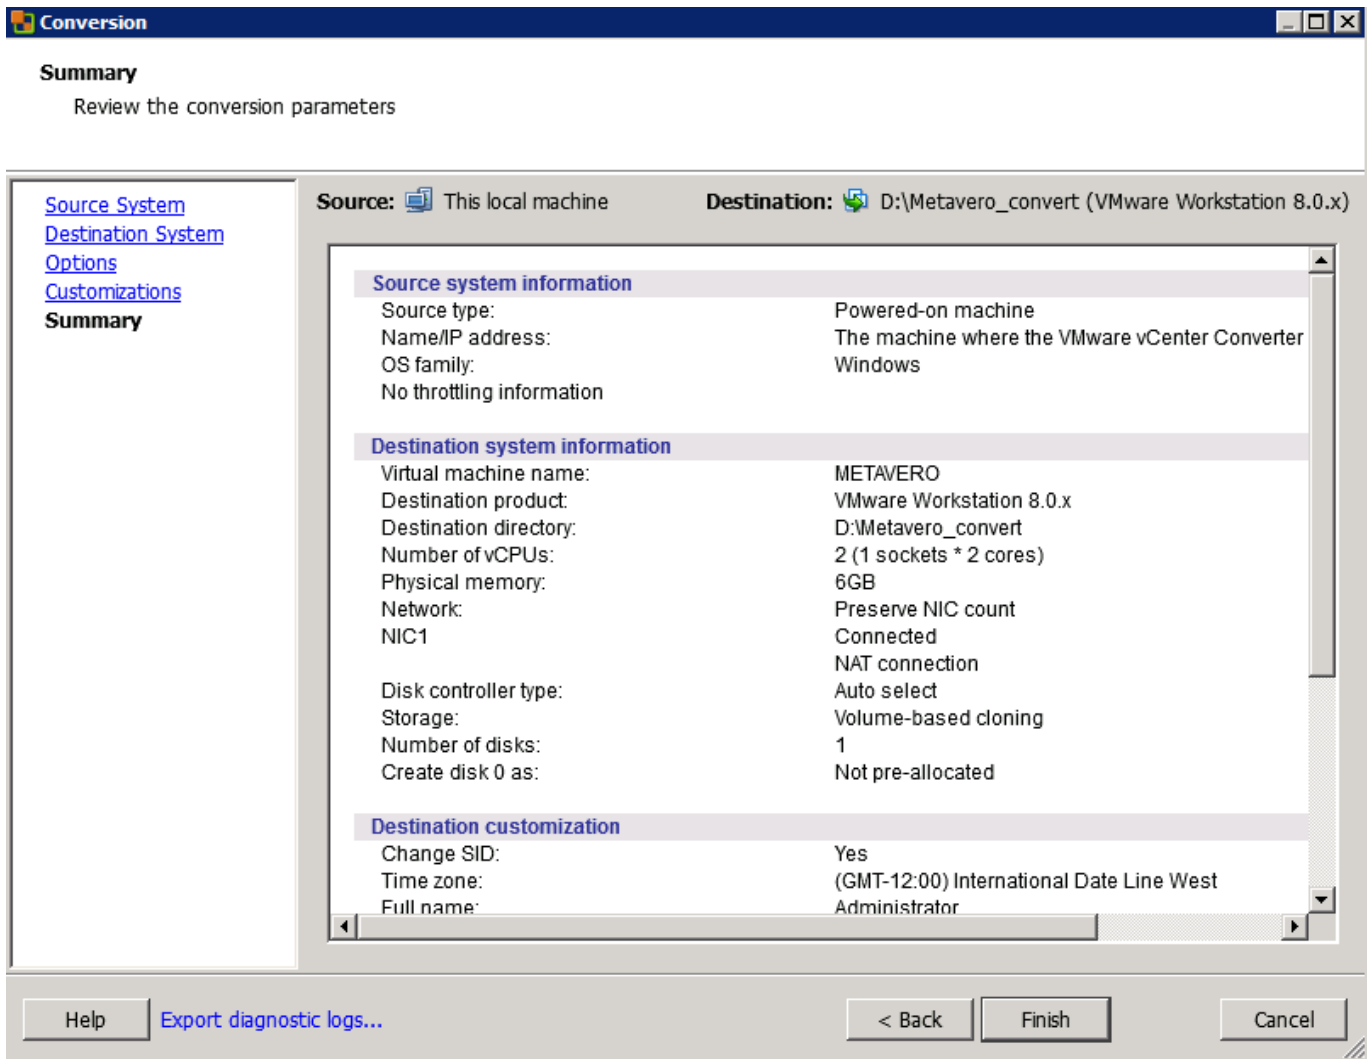 Conversion
Summary
Review the conversion parameters
Source System
Destination System
Options
Customizations
Summary
Source: This local machine Destination: D:\Metavero_convert (VMware Workstation 8.0.x)
Source system information
Source type: Powered-on machine
Name/IP address: The machine where the VMware vCenter Converter
OS family: Windows
No throttling information
Destination system information
Virtual machine name: METAVERO
Destination product: VMware Workstation 8.0.x
Destination directory: D:\Metavero_convert
Number of vCPUs: 2 (1 sockets * 2 cores)
Physical memory: 6GB
Network: Preserve NIC count
NIC1 Connected
NAT connection
Disk controller type: Auto select
Storage: Volume-based cloning
Number of disks: 1
Create disk 0 as: Not pre-allocated
Destination customization
Change SID: Yes
Time zone: (GMT-12:00) International Date Line West
Full name: Administrator
Help Export diagnostic logs... < Back Finish Cancel